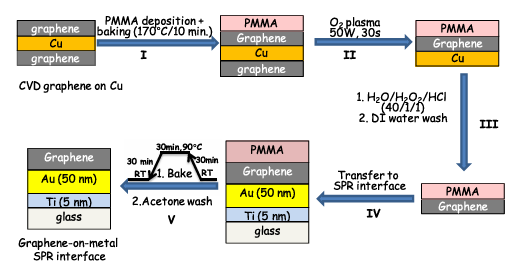 graphene
Cu
graphene
CVD graphene on Cu
PMMA deposition +
baking (170°C/10 min.)
I
PMMA
Graphene
Cu
graphene
O2 plasma
50W, 30s
II
PMMA
Graphene
Cu
1. H2O/H2O2/HCl
(40/1/1)
2. DI water wash
III
PMMA
Graphene
Transfer to
SPR interface
IV
PMMA
Graphene
Au (50 nm)
Ti (5 nm)
glass
30min,90°C
30 min
30min
RT
1. Bake
RT
2.Acetone wash
V
Graphene
Au (50 nm)
Ti (5 nm)
glass
Graphene-on-metal
SPR interface